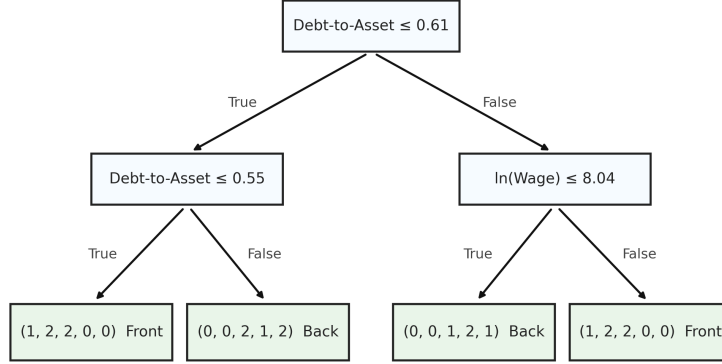 Debt-to-Asset ≤ 0.61
True
False
Debt-to-Asset ≤ 0.55
ln(Wage) ≤ 8.04
True
False
True
False
(1, 2, 2, 0, 0)  Front
(0, 0, 2, 1, 2)  Back
(0, 0, 1, 2, 1)  Back
(1, 2, 2, 0, 0)  Front